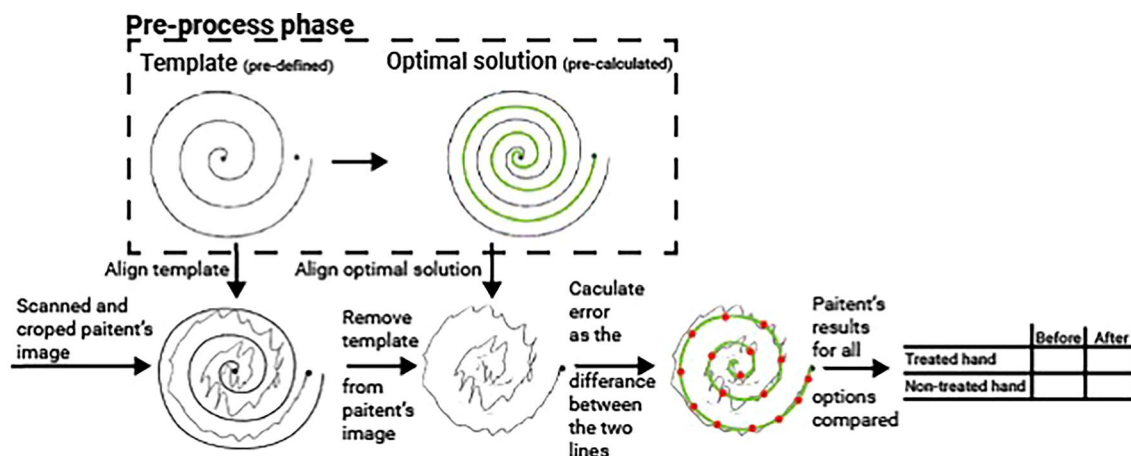 Pre-process phase
Template (pre-defined)
Optimal solution (pre-calculated)
Align template
Align optimal solution
Scanned and
croped paitent's
image
Remove
template
from
paitent's
image
Caculate
error
as the
differance
between
the two
lines
Paitent's
results
for all
options
compared
Before After
Treated hand
Non-treated hand